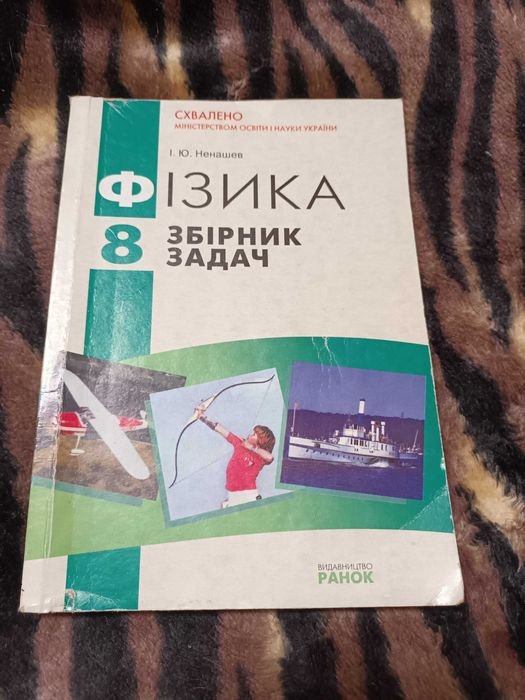 СХВАЛЕНО
МІНІСТЕРСТВОМ ОСВІТИ І НАУКИ УКРАЇНИ
І. Ю. Ненашев
ФІЗИКА
8 ЗБІРНИК
ЗАДАЧ
ВИДАВНИЦТВО
РАНОК